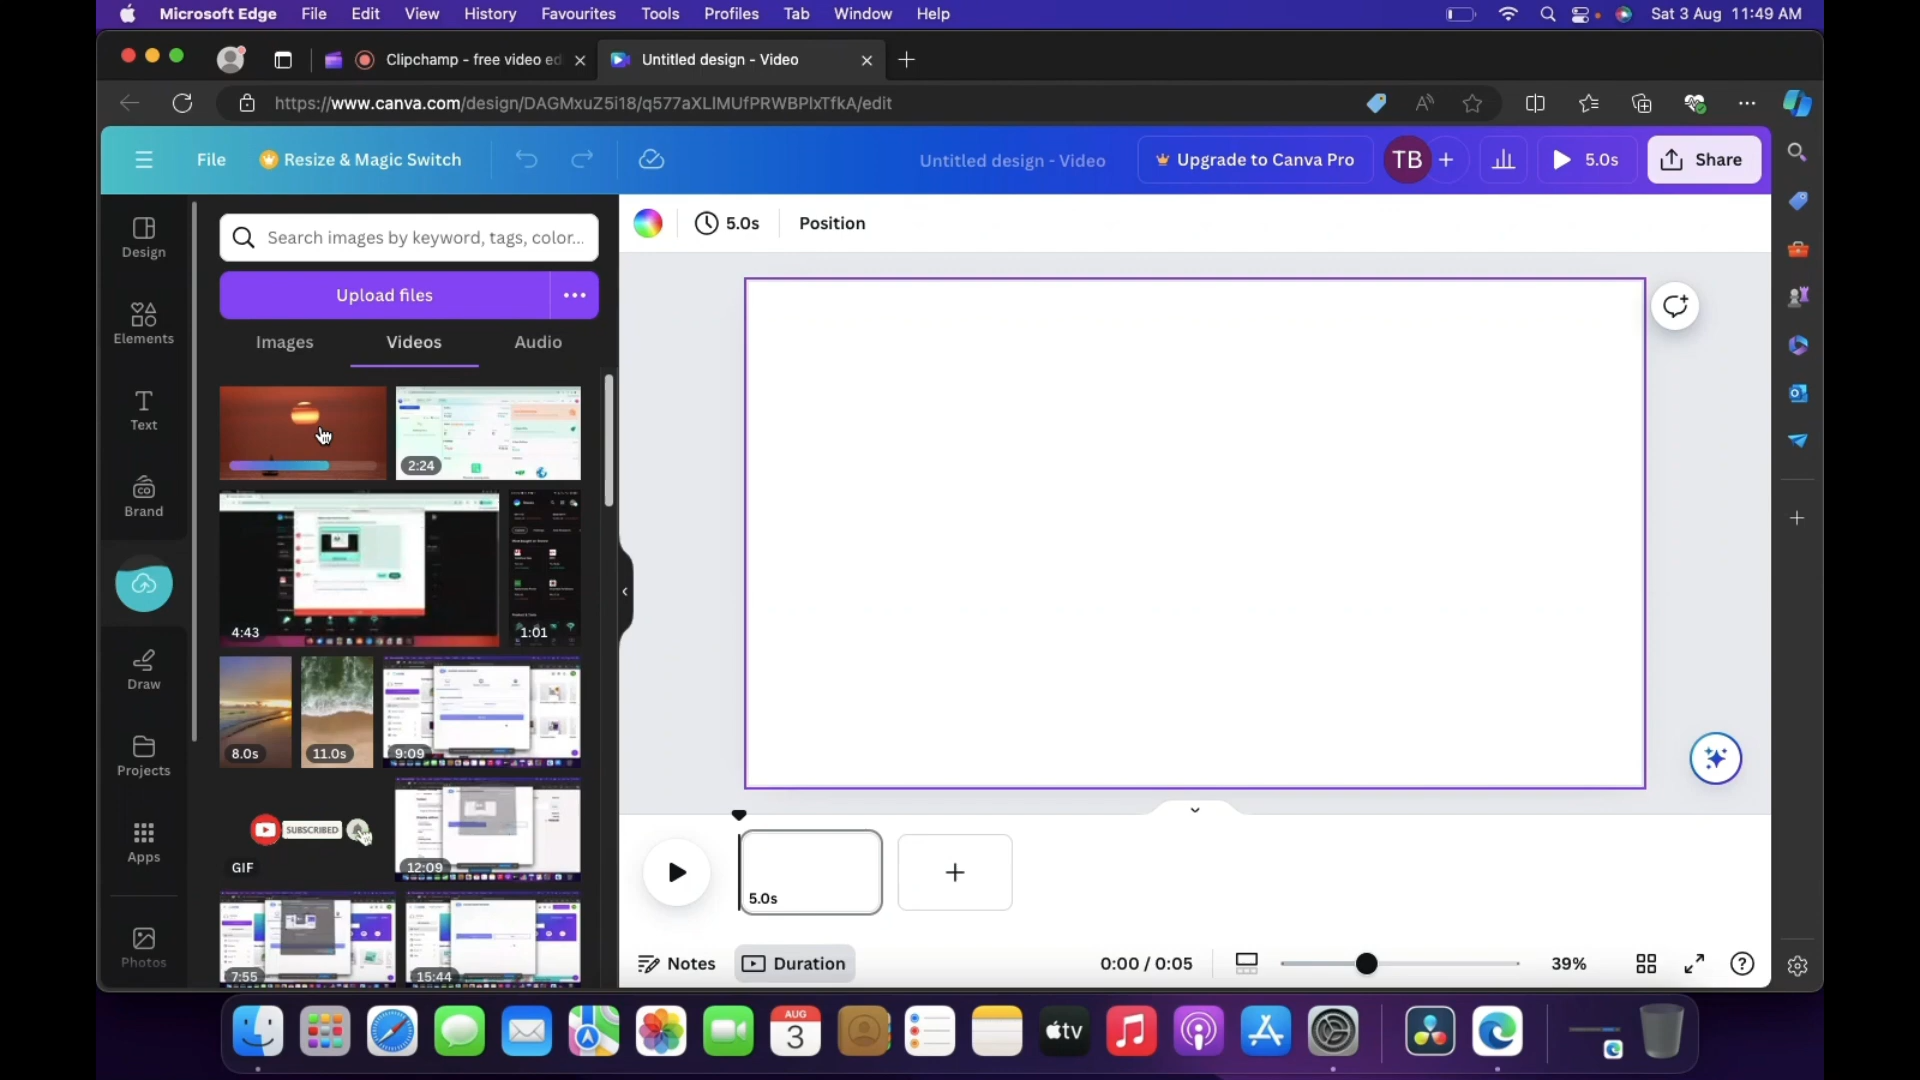 Microsoft Edge File Edit View History Favourites Tools Profiles Tab Window Help Sat 3 Aug 11:49 AM
Clipchamp - free video ed
Untitled design - Video
https://www.canva.com/design/DAGMxuZ5i18/q577aXLIMUfPRWBPlxTfkA/edit
File
Resize & Magic Switch
Untitled design - Video
Upgrade to Canva Pro
TB
5.0s
Share
Design
Elements
Text
Brand
Draw
Projects
Apps
Photos
Search images by keyword, tags, color...
Upload files
Images Videos Audio
2:24
4:43
1:01
8.0s
11.0s
9:09
SUBSCRIBED
GIF
12:09
7:55
15:44
5.0s
Position
5.0s
Notes
Duration
0:00 / 0:05
39%
AUG
3
tv